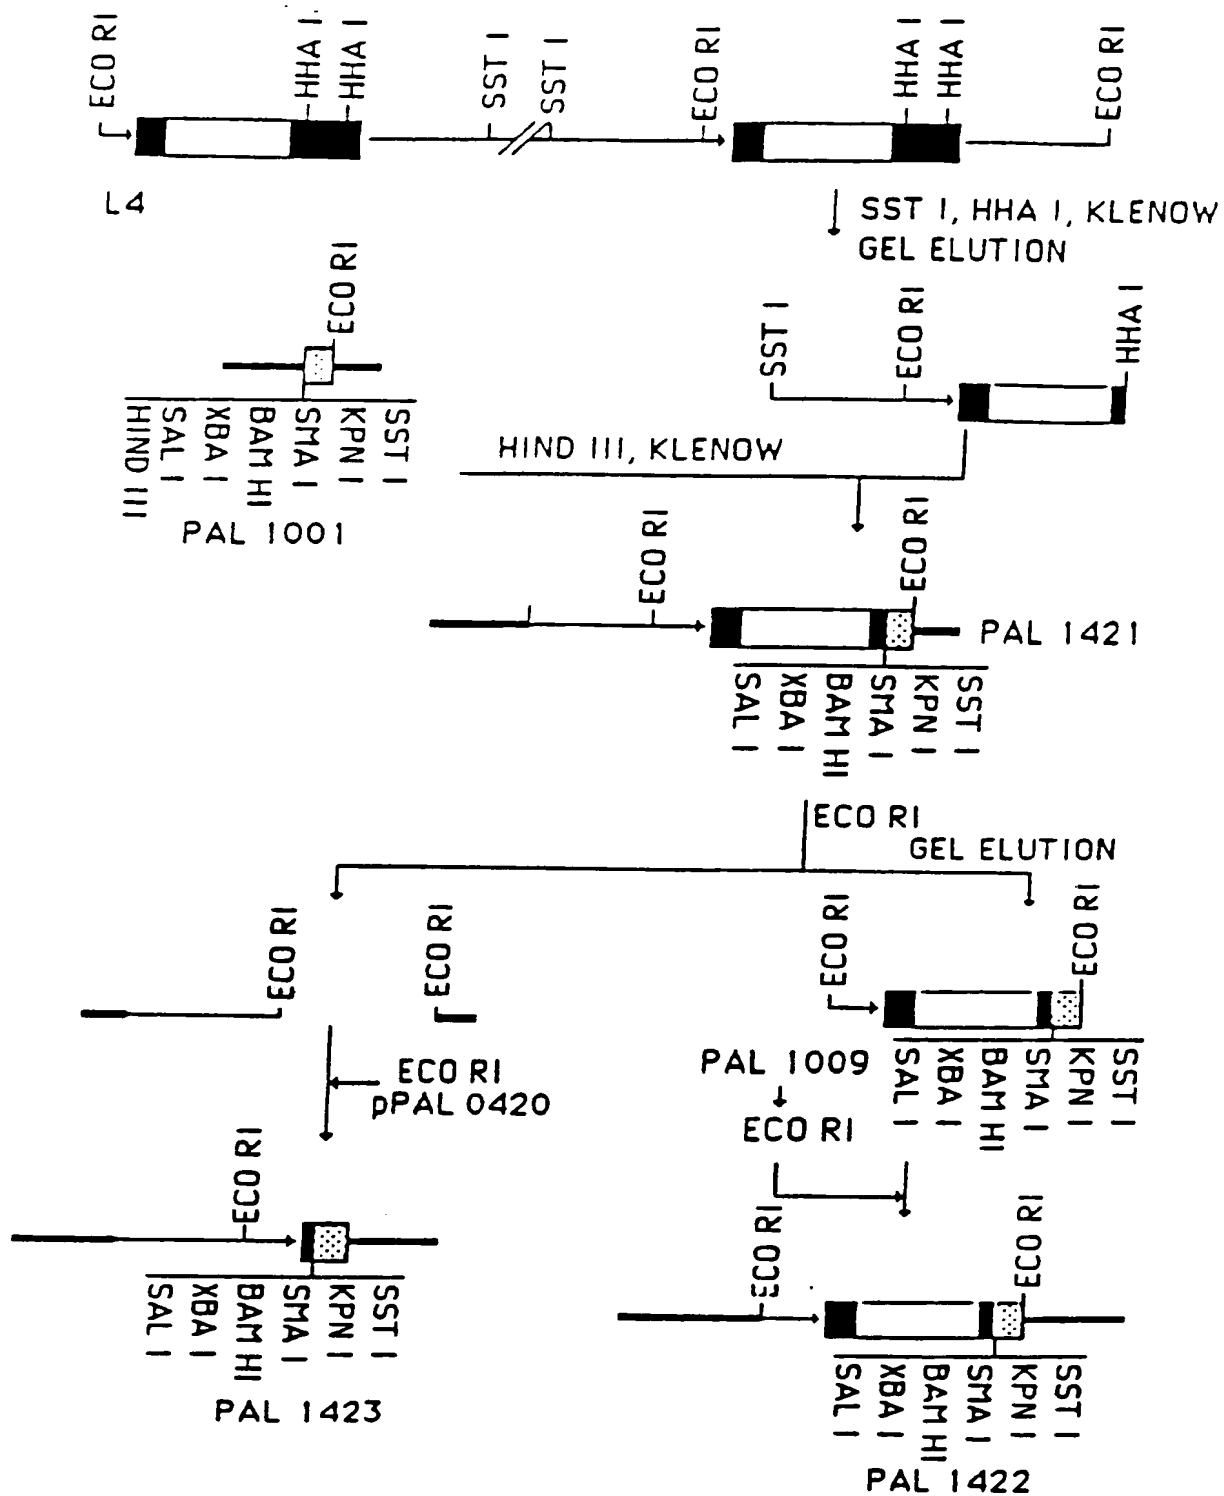 ECO RI
HHA I
HHA I
SST I
SST I
ECO RI
HHA I
HHA I
ECO RI
L4
SST I, HHA I, KLENOW
GEL ELUTION
ECO RI
SST I
ECO RI
HHA I
HIND III
SAL I
XBA I
BAM HI
SMA I
KPN I
SST I
PAL 1001
HIND III, KLENOW
ECO RI
ECO RI
PAL 1421
SAL I
XBA I
BAM HI
SMA I
KPN I
SST I
ECO RI
GEL ELUTION
ECO RI
ECO RI
ECO RI
ECO RI
SAL I
XBA I
BAM HI
SMA I
KPN I
SST I
ECO RI
pPAL 0420
PAL 1009
ECO RI
ECO RI
SAL I
XBA I
BAM HI
SMA I
KPN I
SST I
PAL 1423
ECO RI
ECO RI
SAL I
XBA I
BAM HI
SMA I
KPN I
SST I
PAL 1422